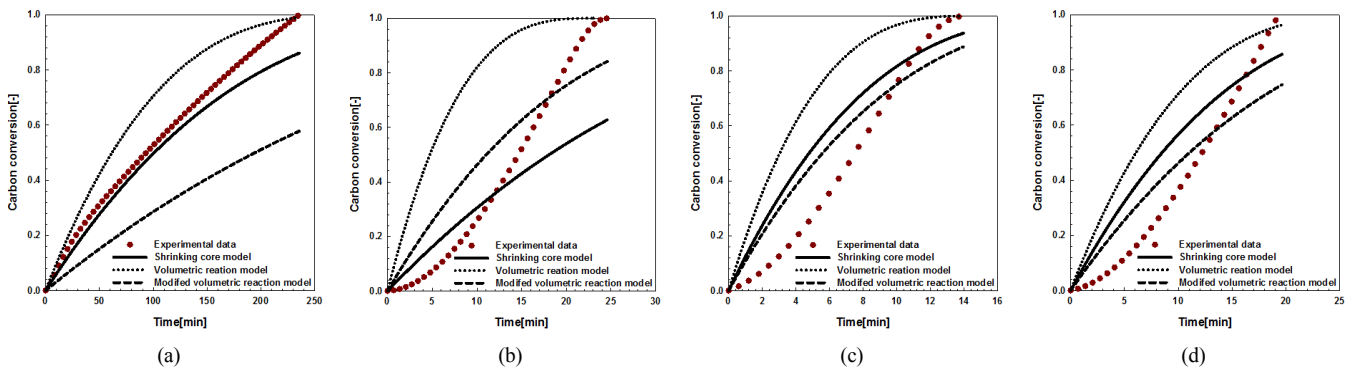 Carbon conversion[-]
1.0
0.8
0.6
0.4
0.2
0.0
Experimental data
Shrinking core model
Volumetric reation model
Modifed volumetric reaction model
0
50
100
150
200
250
Time[min]
(a)
Carbon conversion[-]
1.0
0.8
0.6
0.4
0.2
0.0
Experimental data
Shrinking core model
Volumetric reation model
Modifed volumetric reaction model
0
5
10
15
20
25
30
Time[min]
(b)
Carbon conversion[-]
1.0
0.8
0.6
0.4
0.2
0.0
Experimental data
Shrinking core model
Volumetric reation model
Modifed volumetric reaction model
0
2
4
6
8
10
12
14
16
Time[min]
(c)
Carbon conversion[-]
1.0
0.8
0.6
0.4
0.2
0.0
Experimental data
Shrinking core model
Volumetric reation model
Modifed volumetric reaction model
0
5
10
15
20
25
Time[min]
(d)